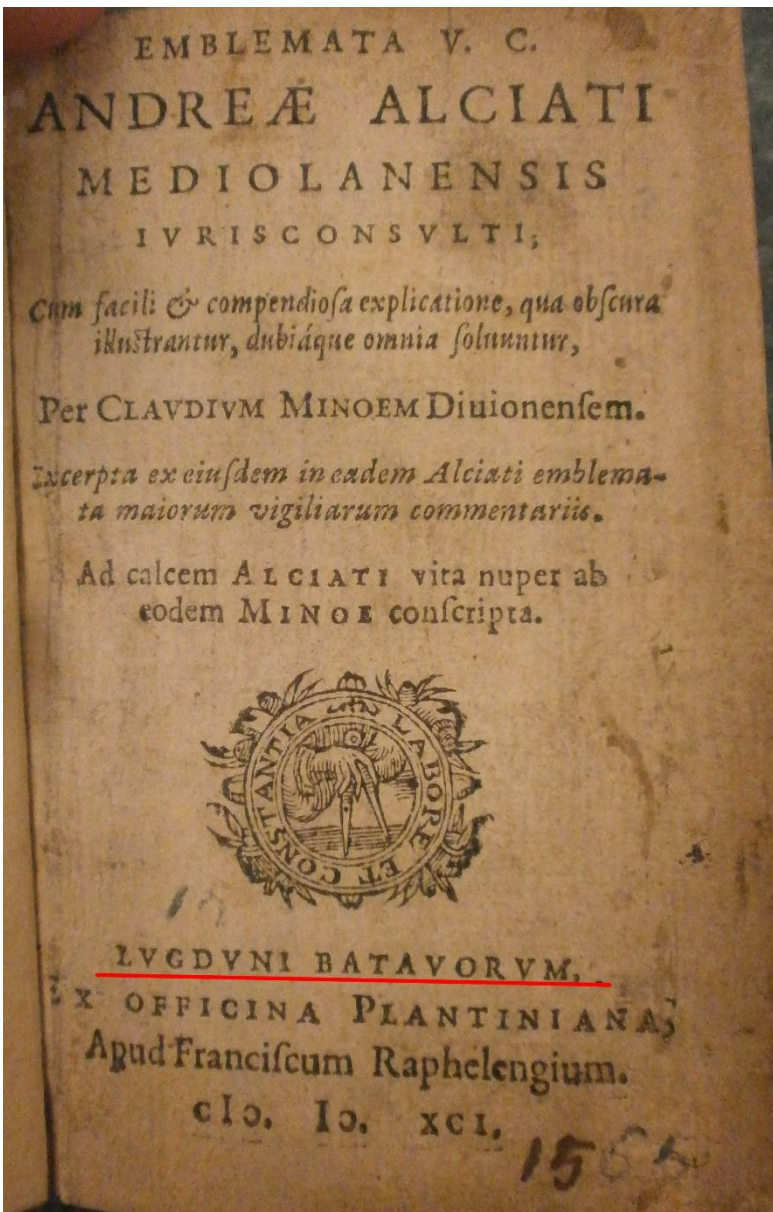 EMBLEMATA V. C.
ANDREÆ ALCIATI
MEDIOLANENSIS
IVRISCONSVLTI;
Cum facili & compendioſa explicatione, qua obſcura
illuſtrantur, dubiáque omnia ſoluuntur,
Per CLAVDIVM MINOEM Diuionenſem.
Excerpta ex eiuſdem in eadem Alciati emblema-
ta maiorum vigiliarum commentariis.
Ad calcem ALCIATI vita nuper ab
eodem MINOE conſcripta.
LABORE ET CONSTANTIA
LVGDVNI BATAVORVM,
EX OFFICINA PLANTINIANA,
Apud Franciſcum Raphelengium.
cIↄ. Iↄ. XCI.